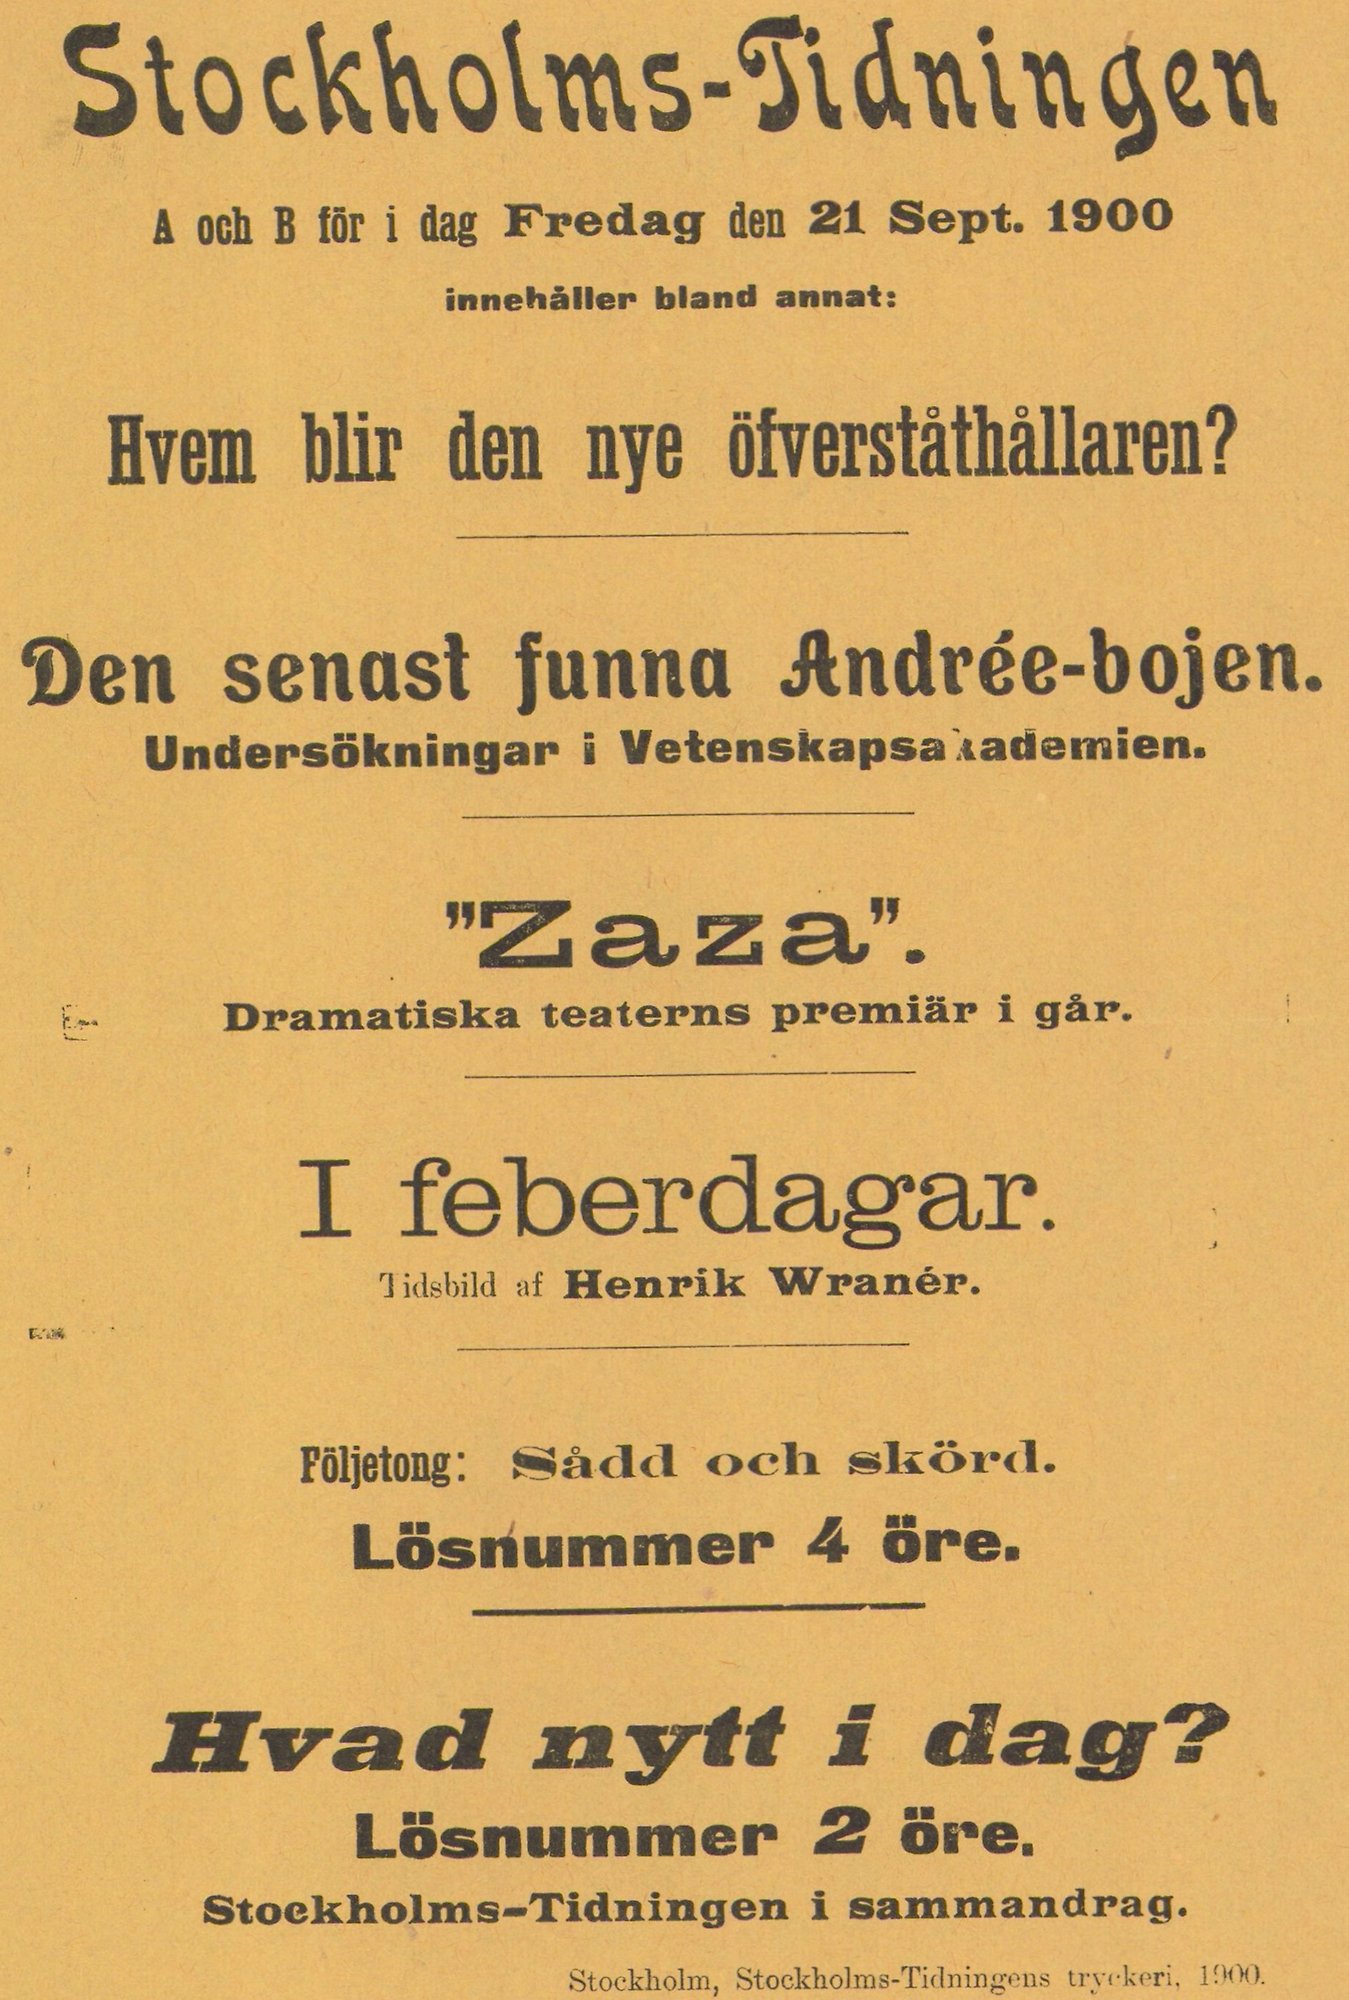 Stockholms-Tidningen
A och B för i dag Fredag den 21 Sept. 1900
innehåller bland annat:
Hvem blir den nye öfverståthållaren?
Den senast funna Andrée-bojen.
Undersökningar i Vetenskapsakademien.
"Zaza".
Dramatiska teaterns premiär i går.
I feberdagar.
Tidsbild af Henrik Wranér.
Följetong: Sådd och skörd.
Lösnummer 4 öre.
Hvad nytt i dag?
Lösnummer 2 öre.
Stockholms-Tidningen i sammandrag.
Stockholm, Stockholms-Tidningens tryckeri, 1900.